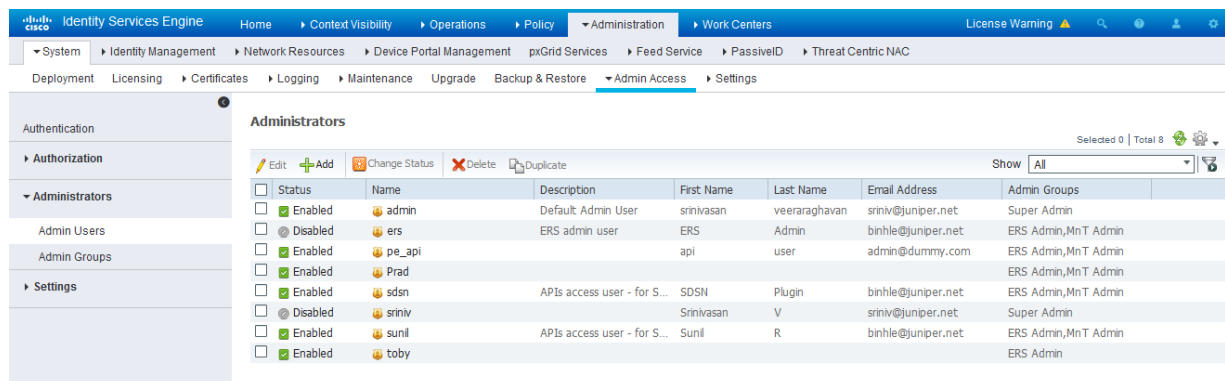 cisco Identity Services Engine Home Context Visibility Operations Policy Administration Work Centers License Warning
System Identity Management Network Resources Device Portal Management pxGrid Services Feed Service PassiveID Threat Centric NAC
Deployment Licensing Certificates Logging Maintenance Upgrade Backup & Restore Admin Access Settings
Authentication
Authorization
Administrators
Admin Users
Admin Groups
Settings
Administrators
Selected 0 | Total 8
Edit Add Change Status Delete Duplicate Show All
Status Name Description First Name Last Name Email Address Admin Groups
Enabled admin Default Admin User srinivasan veeraraghavan sriniv@juniper.net Super Admin
Disabled ers ERS admin user ERS Admin binhle@juniper.net ERS Admin,MnT Admin
Enabled pe_api api user admin@dummy.com ERS Admin,MnT Admin
Enabled Prad ERS Admin,MnT Admin
Enabled sdsn APIs access user - for S... SDSN Plugin binhle@juniper.net ERS Admin,MnT Admin
Disabled sriniv Srinivasan V sriniv@juniper.net Super Admin
Enabled sunil APIs access user - for S... Sunil R binhle@juniper.net ERS Admin,MnT Admin
Enabled toby ERS Admin